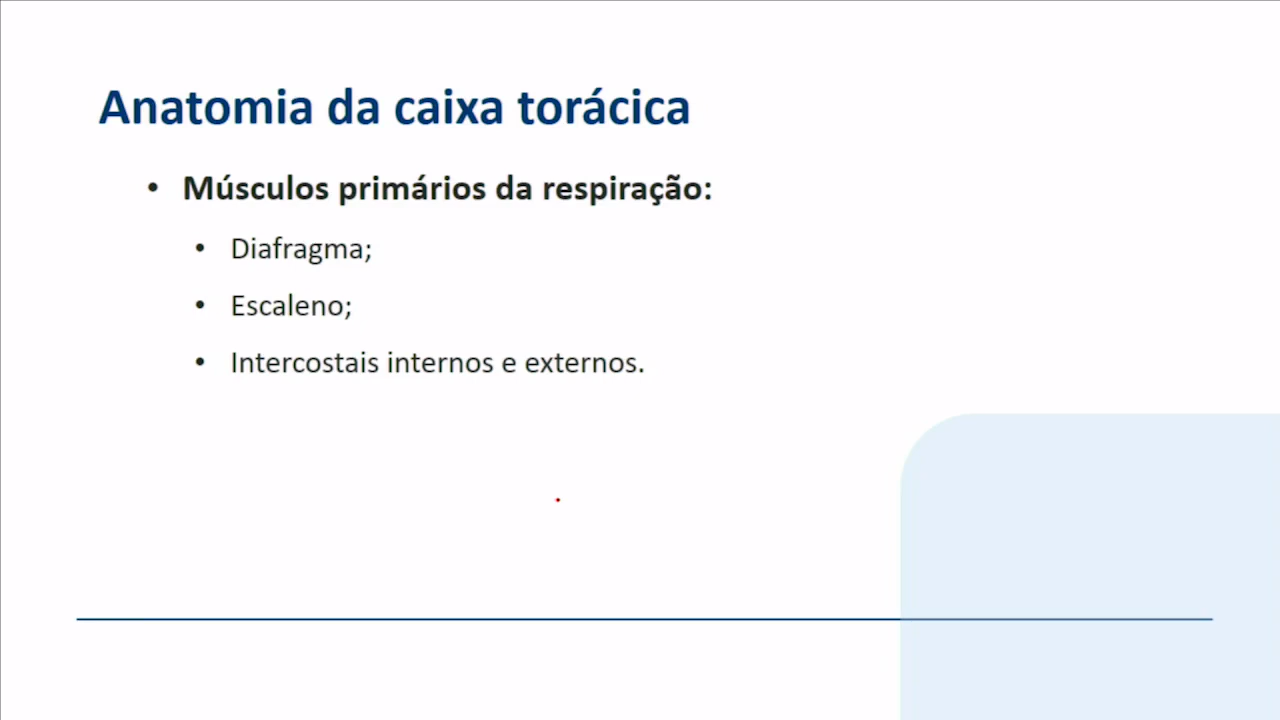 Anatomia da caixa torácica
• Músculos primários da respiração:
• Diafragma;
• Escaleno;
• Intercostais internos e externos.